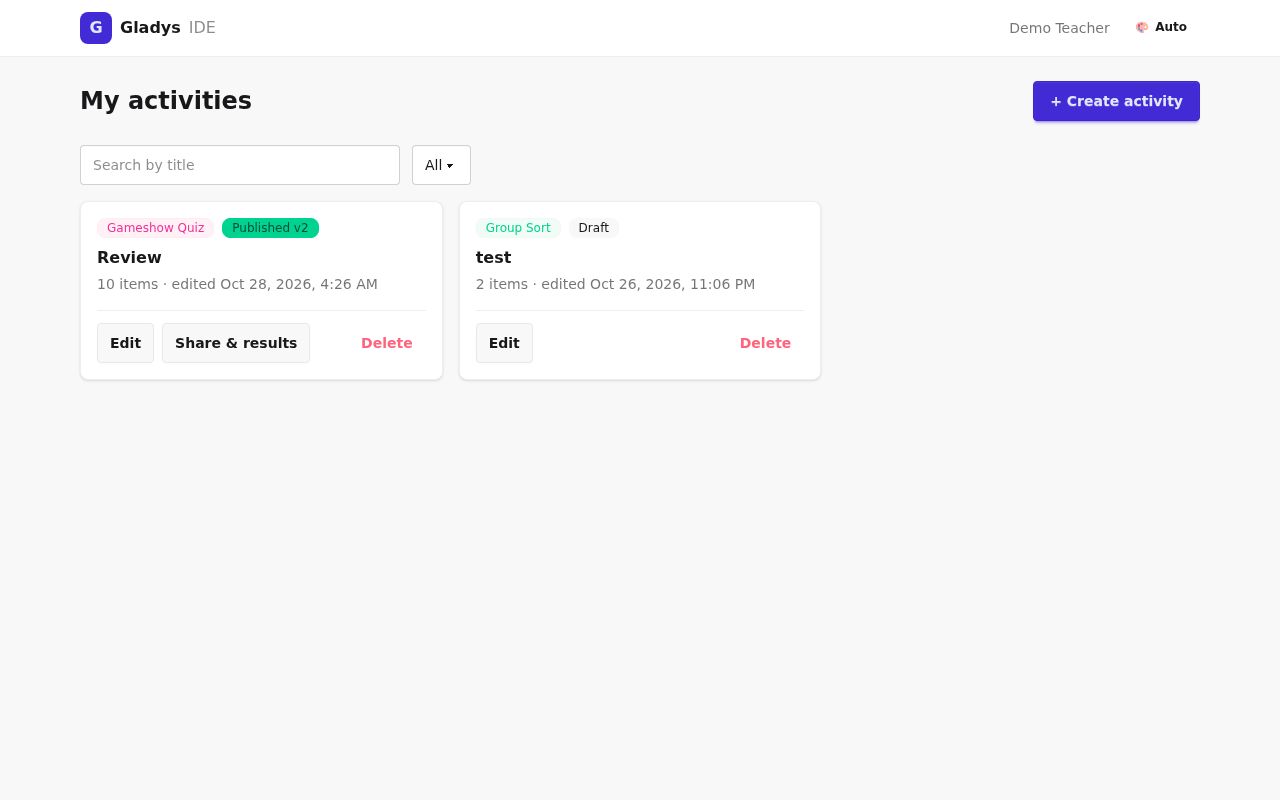 G Gladys IDE
Demo Teacher
Auto
My activities
+ Create activity
Search by title
All
Gameshow Quiz Published v2
Review
10 items · edited Oct 28, 2026, 4:26 AM
Edit Share & results Delete
Group Sort Draft
test
2 items · edited Oct 26, 2026, 11:06 PM
Edit Delete